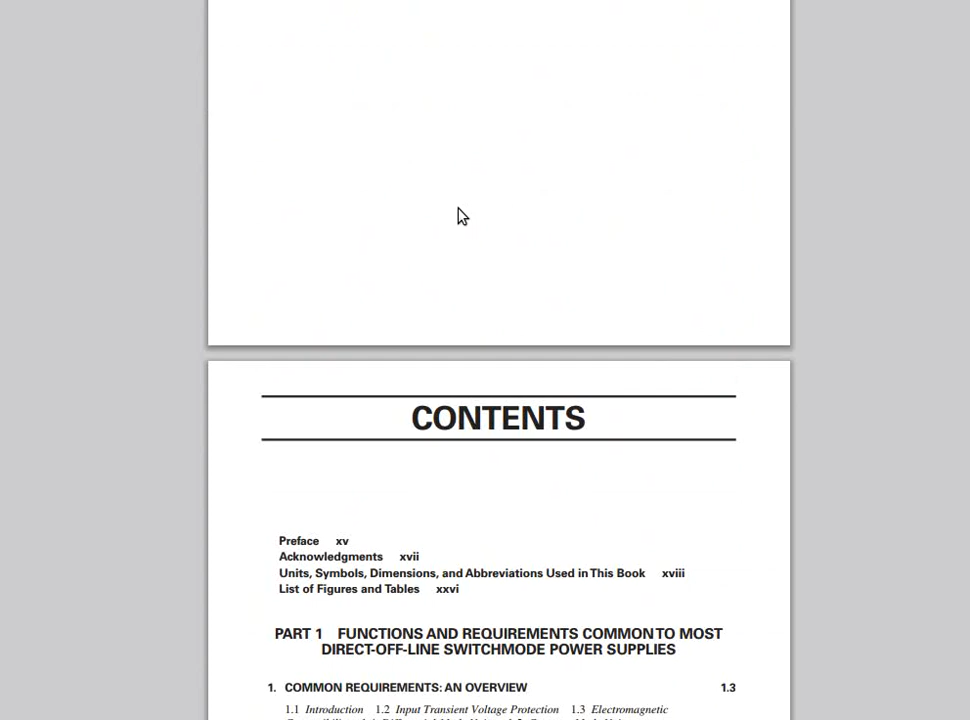 CONTENTS
Preface xv
Acknowledgments xvii
Units, Symbols, Dimensions, and Abbreviations Used in This Book xviii
List of Figures and Tables xxvi
PART 1 FUNCTIONS AND REQUIREMENTS COMMON TO MOST
DIRECT-OFF-LINE SWITCHMODE POWER SUPPLIES
1. COMMON REQUIREMENTS: AN OVERVIEW 1.3
1.1 Introduction 1.2 Input Transient Voltage Protection 1.3 Electromagnetic